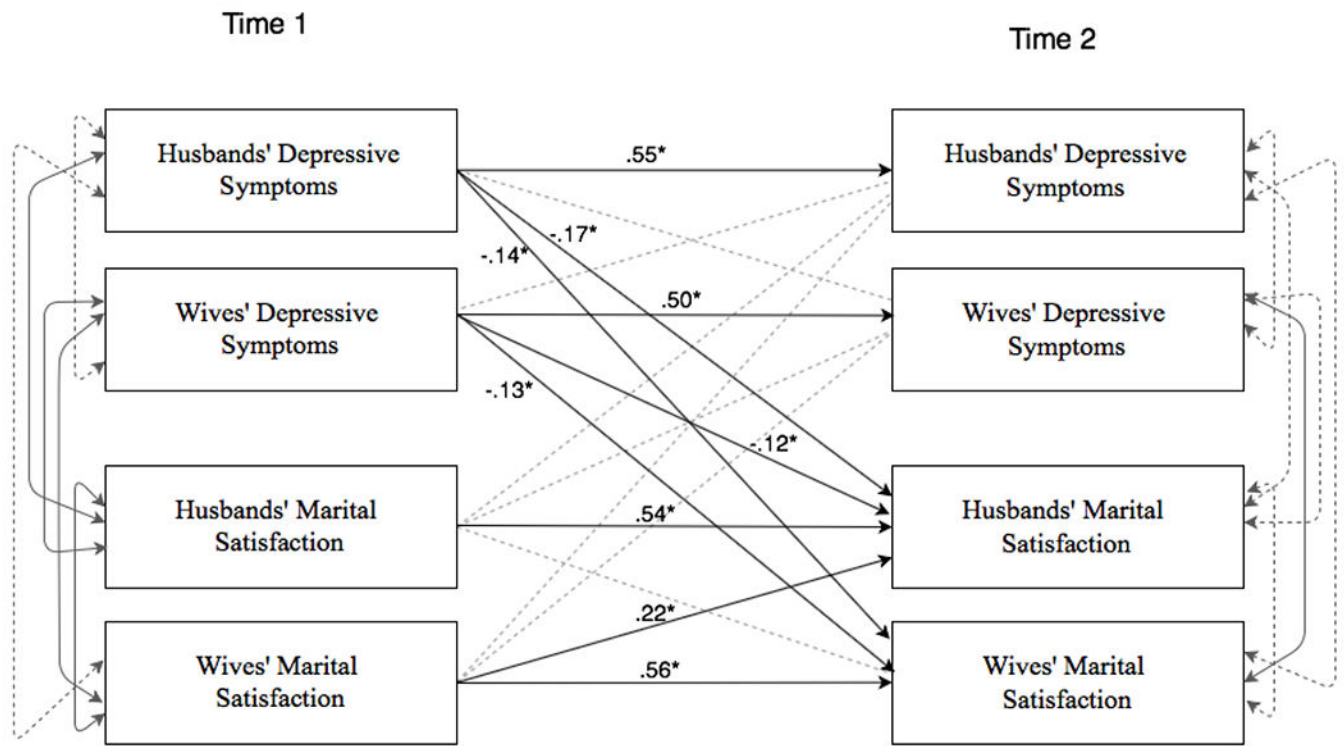 Time 1
Time 2
Husbands' Depressive
Symptoms
.55*
Husbands' Depressive
Symptoms
-.17*
-.14*
Wives' Depressive
Symptoms
.50*
Wives' Depressive
Symptoms
-.13*
-.12*
Husbands' Marital
Satisfaction
.54*
Husbands' Marital
Satisfaction
.22*
Wives' Marital
Satisfaction
.56*
Wives' Marital
Satisfaction